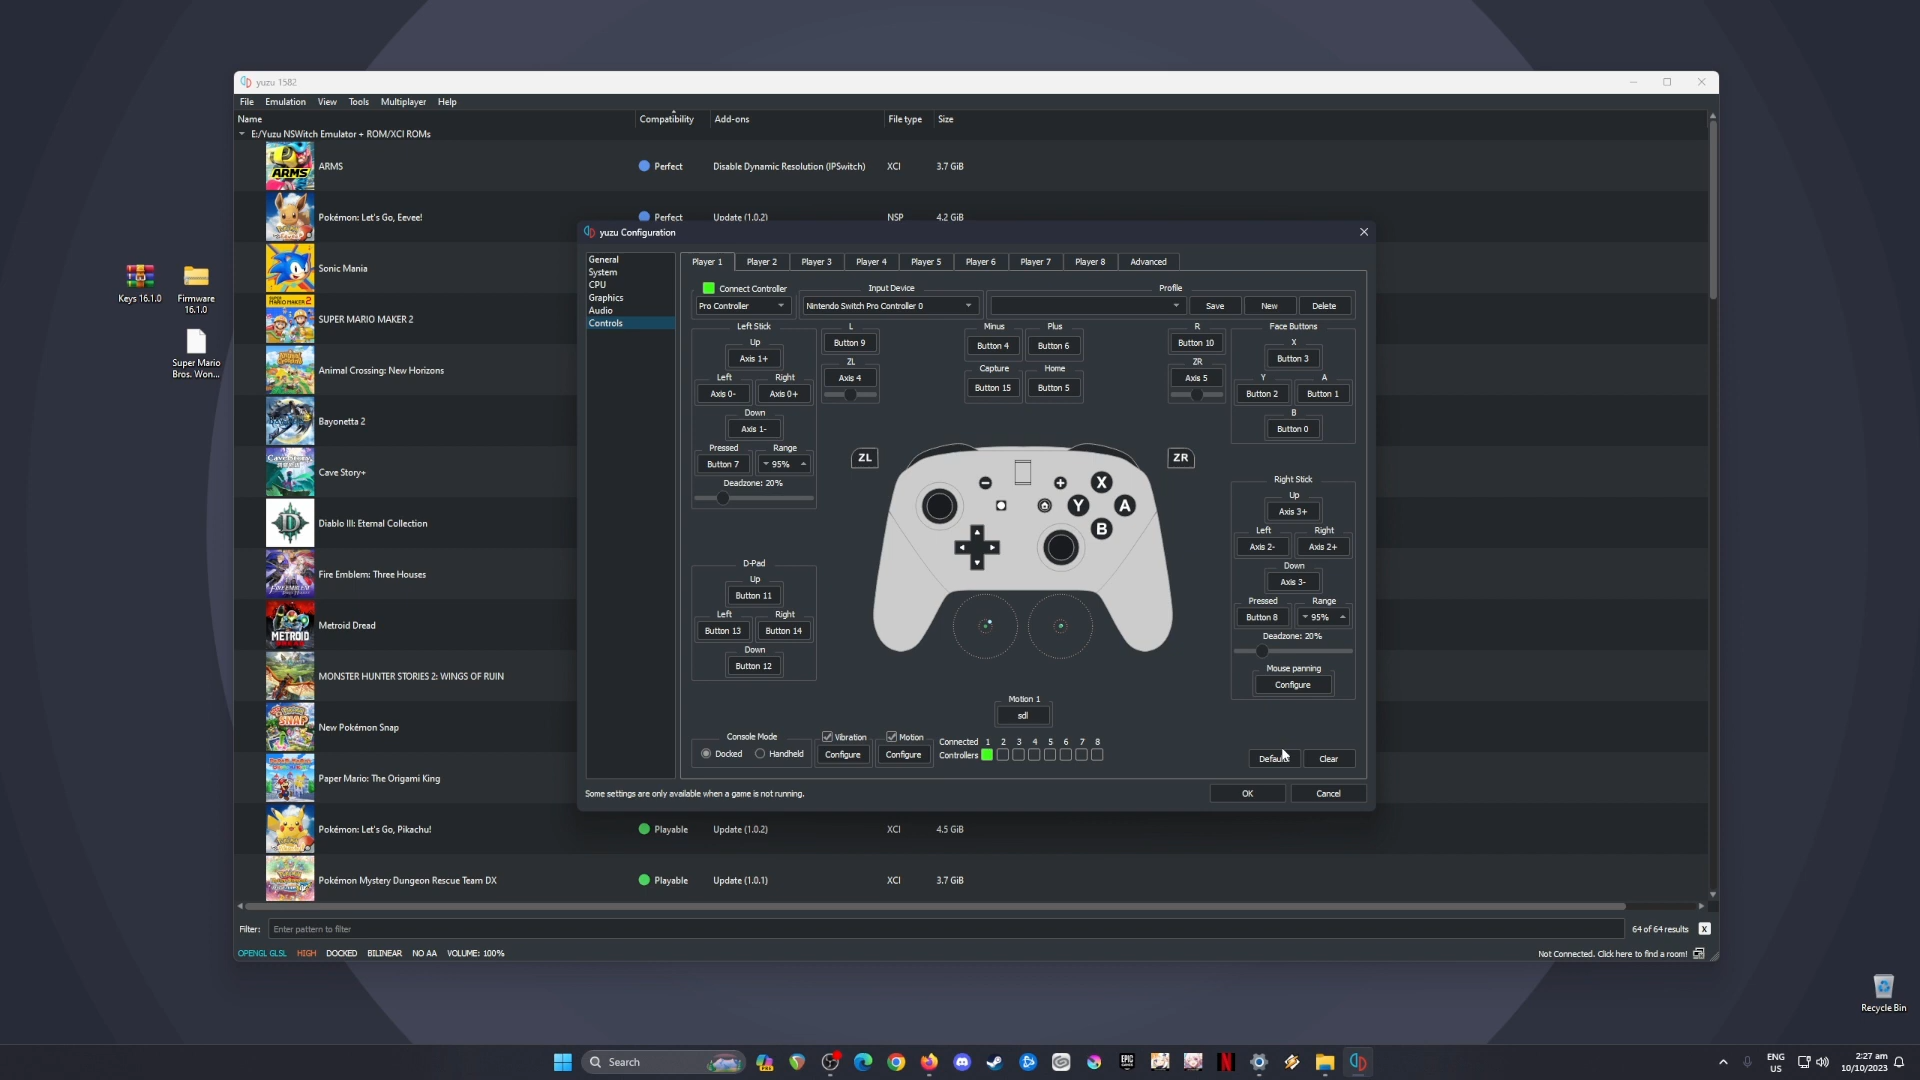 yuzu 1582
File Emulation View Tools Multiplayer Help
Name Compatibility Add-ons File type Size
E:/Yuzu NSWitch Emulator + ROM/XCI ROMs
ARMS Perfect Disable Dynamic Resolution (IPSwitch) XCI 3.7 GiB
Pokémon: Let's Go, Eevee! Perfect Update (1.0.2) NSP 4.2 GiB
Sonic Mania
SUPER MARIO MAKER 2
Animal Crossing: New Horizons
Bayonetta 2
Cave Story+
Diablo III: Eternal Collection
Fire Emblem: Three Houses
Metroid Dread
MONSTER HUNTER STORIES 2: WINGS OF RUIN
New Pokémon Snap
Paper Mario: The Origami King
Pokémon: Let's Go, Pikachu! Playable Update (1.0.2) XCI 4.5 GiB
Pokémon Mystery Dungeon Rescue Team DX Playable Update (1.0.1) XCI 3.7 GiB
Filter: Enter pattern to filter 64 of 64 results X
OPENGL GLSL HIGH DOCKED BILINEAR NO AA VOLUME: 100% Not Connected. Click here to find a room!
yuzu Configuration
General
System
CPU
Graphics
Audio
Controls
Player 1 Player 2 Player 3 Player 4 Player 5 Player 6 Player 7 Player 8 Advanced
Connect Controller Input Device Profile
Pro Controller Nintendo Switch Pro Controller 0 Save New Delete
Left Stick L Minus Plus R Face Buttons
Up Button 9 Button 4 Button 6 Button 10 X
Axis 1+ ZL Capture Home ZR Button 3
Left Right Axis 4 Button 15 Button 5 Axis 5 Y A
Axis 0- Axis 0+ Button 2 Button 1
Down B
Axis 1- Button 0
Pressed Range
Button 7 95%
Deadzone: 20%
ZL ZR
X
Y A
B
Right Stick
Up
Axis 3+
Left Right
Axis 2- Axis 2+
Down
Axis 3-
Pressed Range
Button 8 95%
Deadzone: 20%
Mouse panning
Configure
D-Pad
Up
Button 11
Left Right
Button 13 Button 14
Down
Button 12
Motion 1
sdl
Console Mode Vibration Motion Connected 1 2 3 4 5 6 7 8
Docked Handheld Configure Configure Controllers Clear
Some settings are only available when a game is not running. OK Cancel
Keys 16.1.0
Firmware
16.1.0
Super Mario
Bros. Won...
Recycle Bin
Search
ENG
US
2:27 am
10/10/2023